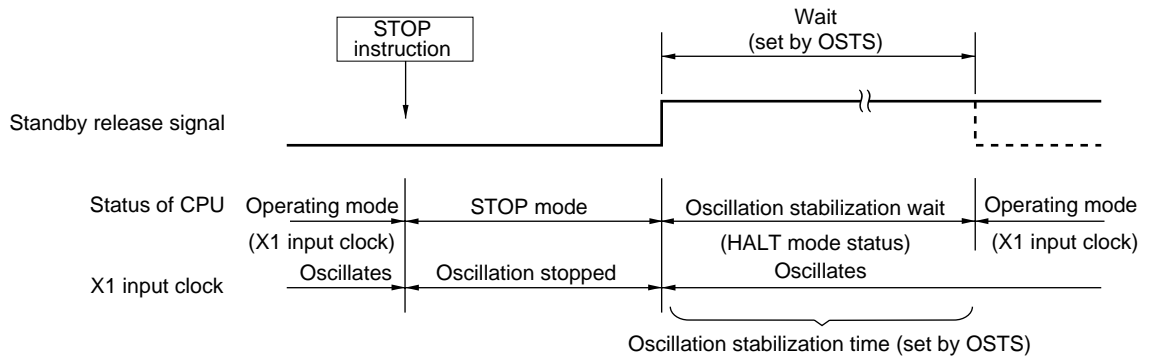 STOP
instruction
Wait
(set by OSTS)
Standby release signal
Status of CPU
Operating mode
(X1 input clock)
STOP mode
Oscillation stabilization wait
(HALT mode status)
Operating mode
(X1 input clock)
X1 input clock
Oscillates
Oscillation stopped
Oscillates
Oscillation stabilization time (set by OSTS)